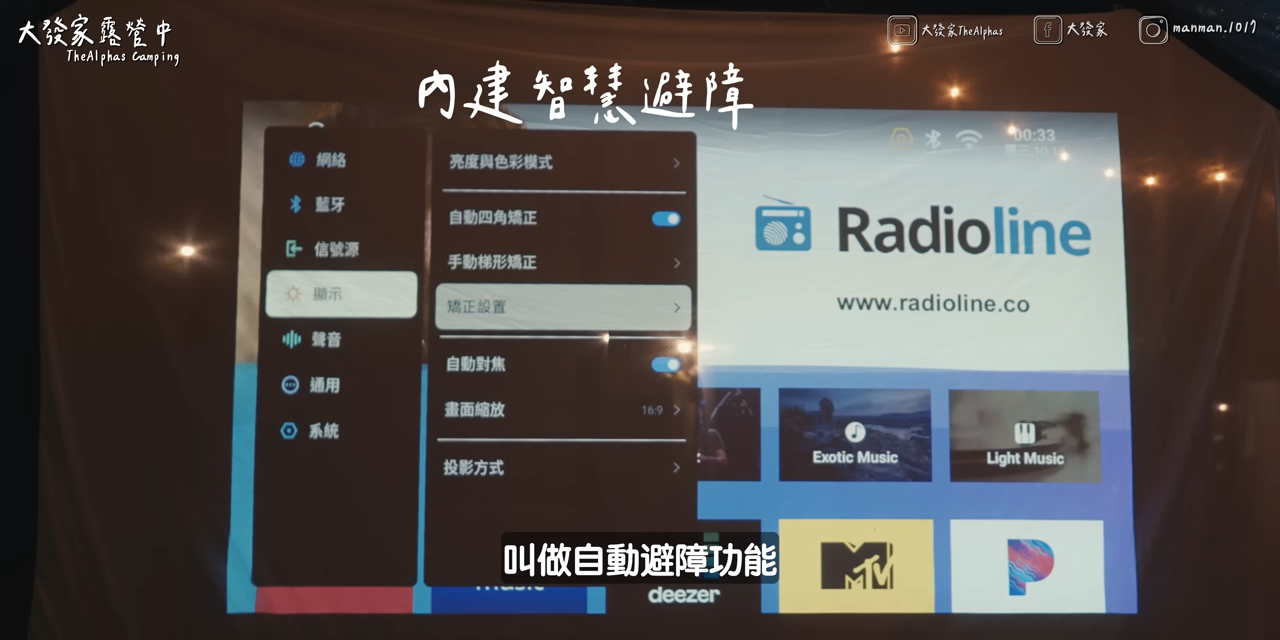 大發家露營中
TheAlphas Camping
大發家TheAlphas
大發家
manman.1017
內建智慧避障
00:33
網絡
藍牙
信號源
顯示
聲音
通用
系統
亮度與色彩模式
自動四角矯正
手動梯形矯正
矯正設置
自動對焦
畫面縮放
16:9
投影方式
Radioline
www.radioline.co
Exotic Music
Light Music
叫做自動避障功能
music
deezer
MTV